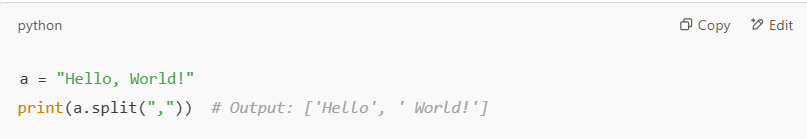 python
Copy
Edit
a = "Hello, World!"
print(a.split(",")) # Output: ['Hello', ' World!']